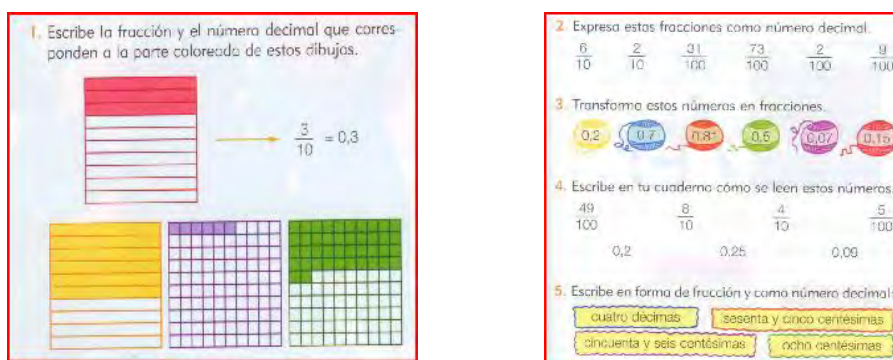 1. Escribe la fracción y el número decimal que corres-
ponden a la parte coloreada de estos dibujos.
3/10 = 0,3
2. Expresa estas fracciones como número decimal.
6/10 2/10 31/100 73/100 2/100 9/100
3. Transforma estos números en fracciones.
0,2 0,7 0,81 0,5 0,07 0,15
4. Escribe en tu cuaderno cómo se leen estos números.
49/100 8/10 4/10 5/100
0,2 0,25 0,09
5. Escribe en forma de fracción y como número decimal:
cuatro décimas sesenta y cinco centésimas
cincuenta y seis centésimas ocho centésimas